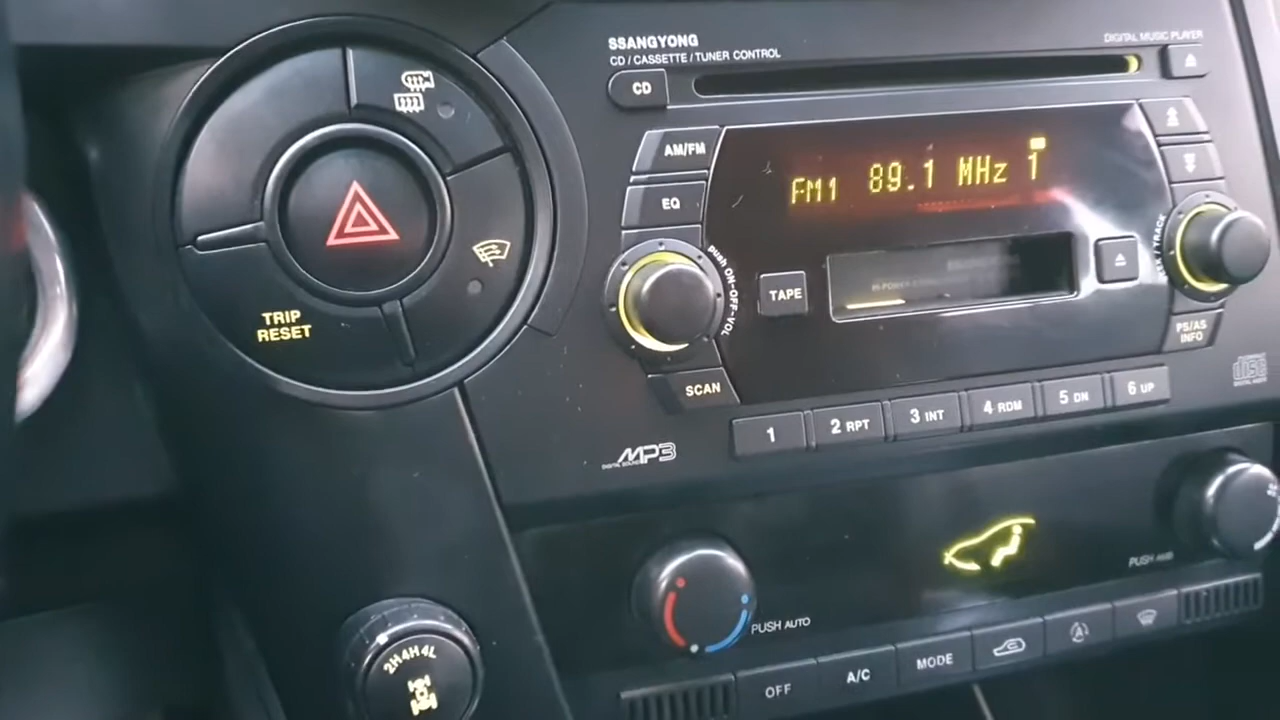 SSANGYONG
CD / CASSETTE / TUNER CONTROL
DIGITAL MUSIC PLAYER
CD
AM/FM
FM1 89.1 MHz 1
EQ
push ON-OFF·VOL
TAPE
TRIP
RESET
PS/AS
INFO
SCAN
1
2 RPT
3 INT
4 RDM
5 DN
6 UP
MP3
DIGITAL SOUND
PUSH AUTO
2H 4H 4L
OFF
A/C
MODE